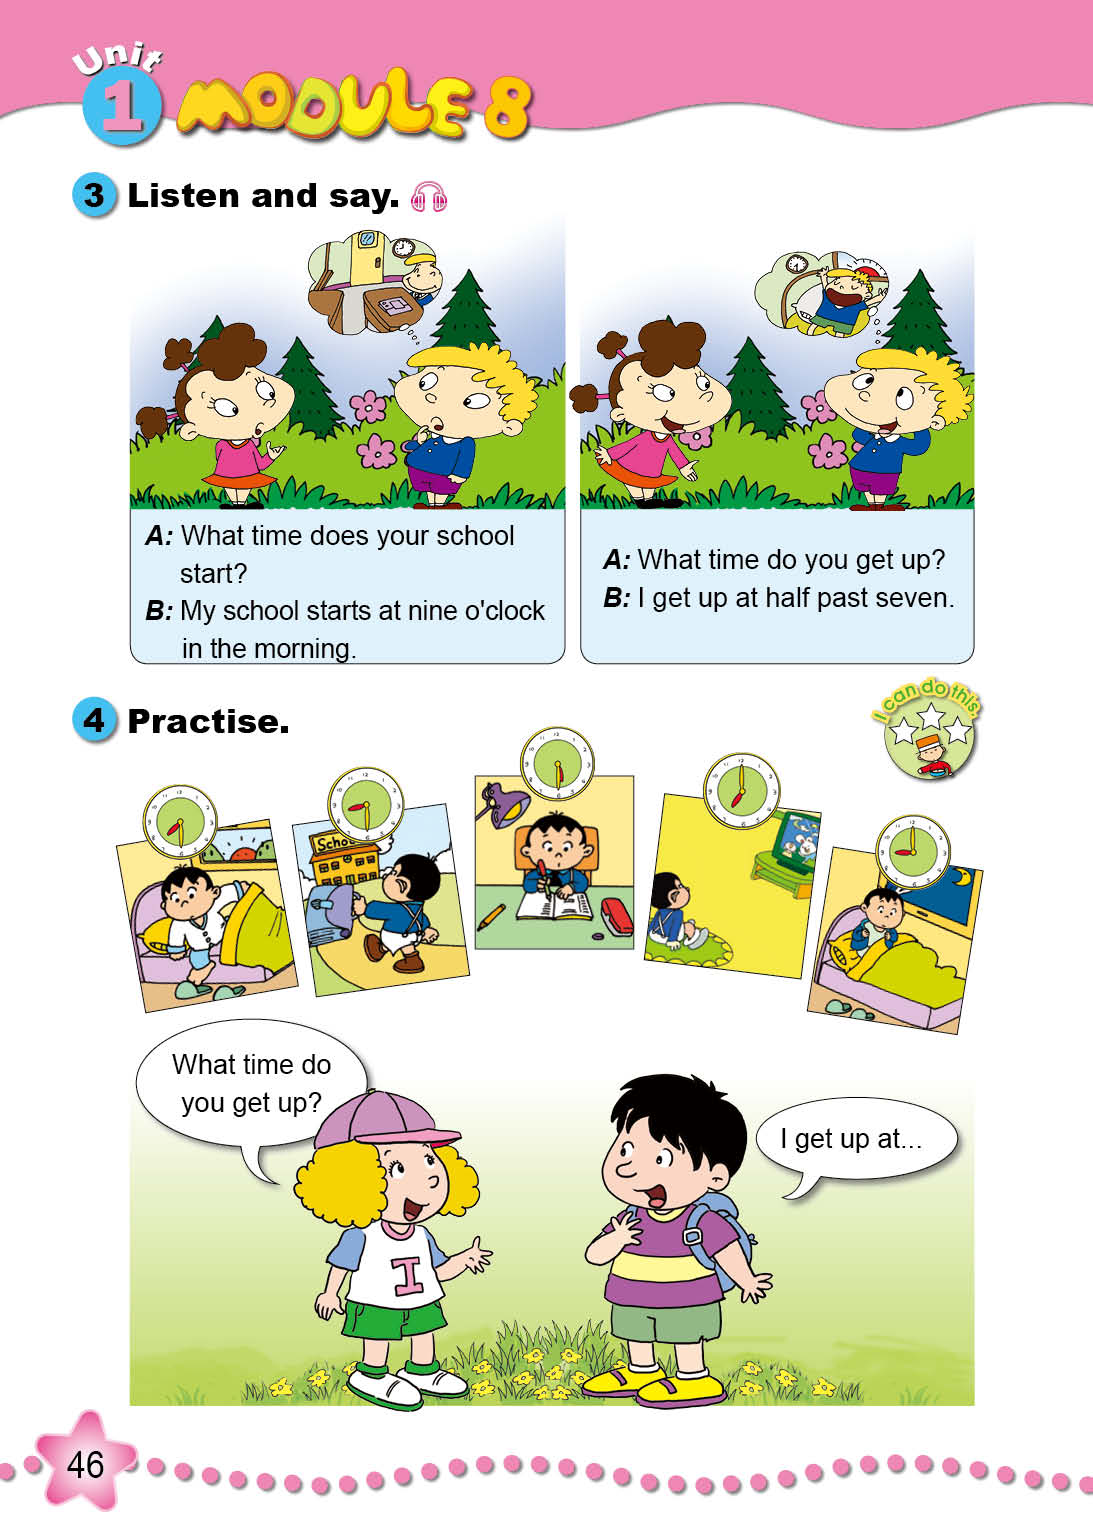 Unit
1 MODULE 8
3 Listen and say.
A: What time does your school
start?
B: My school starts at nine o'clock
in the morning.
A: What time do you get up?
B: I get up at half past seven.
4 Practise.
I can do this.
School
What time do
you get up?
I get up at...
I
46